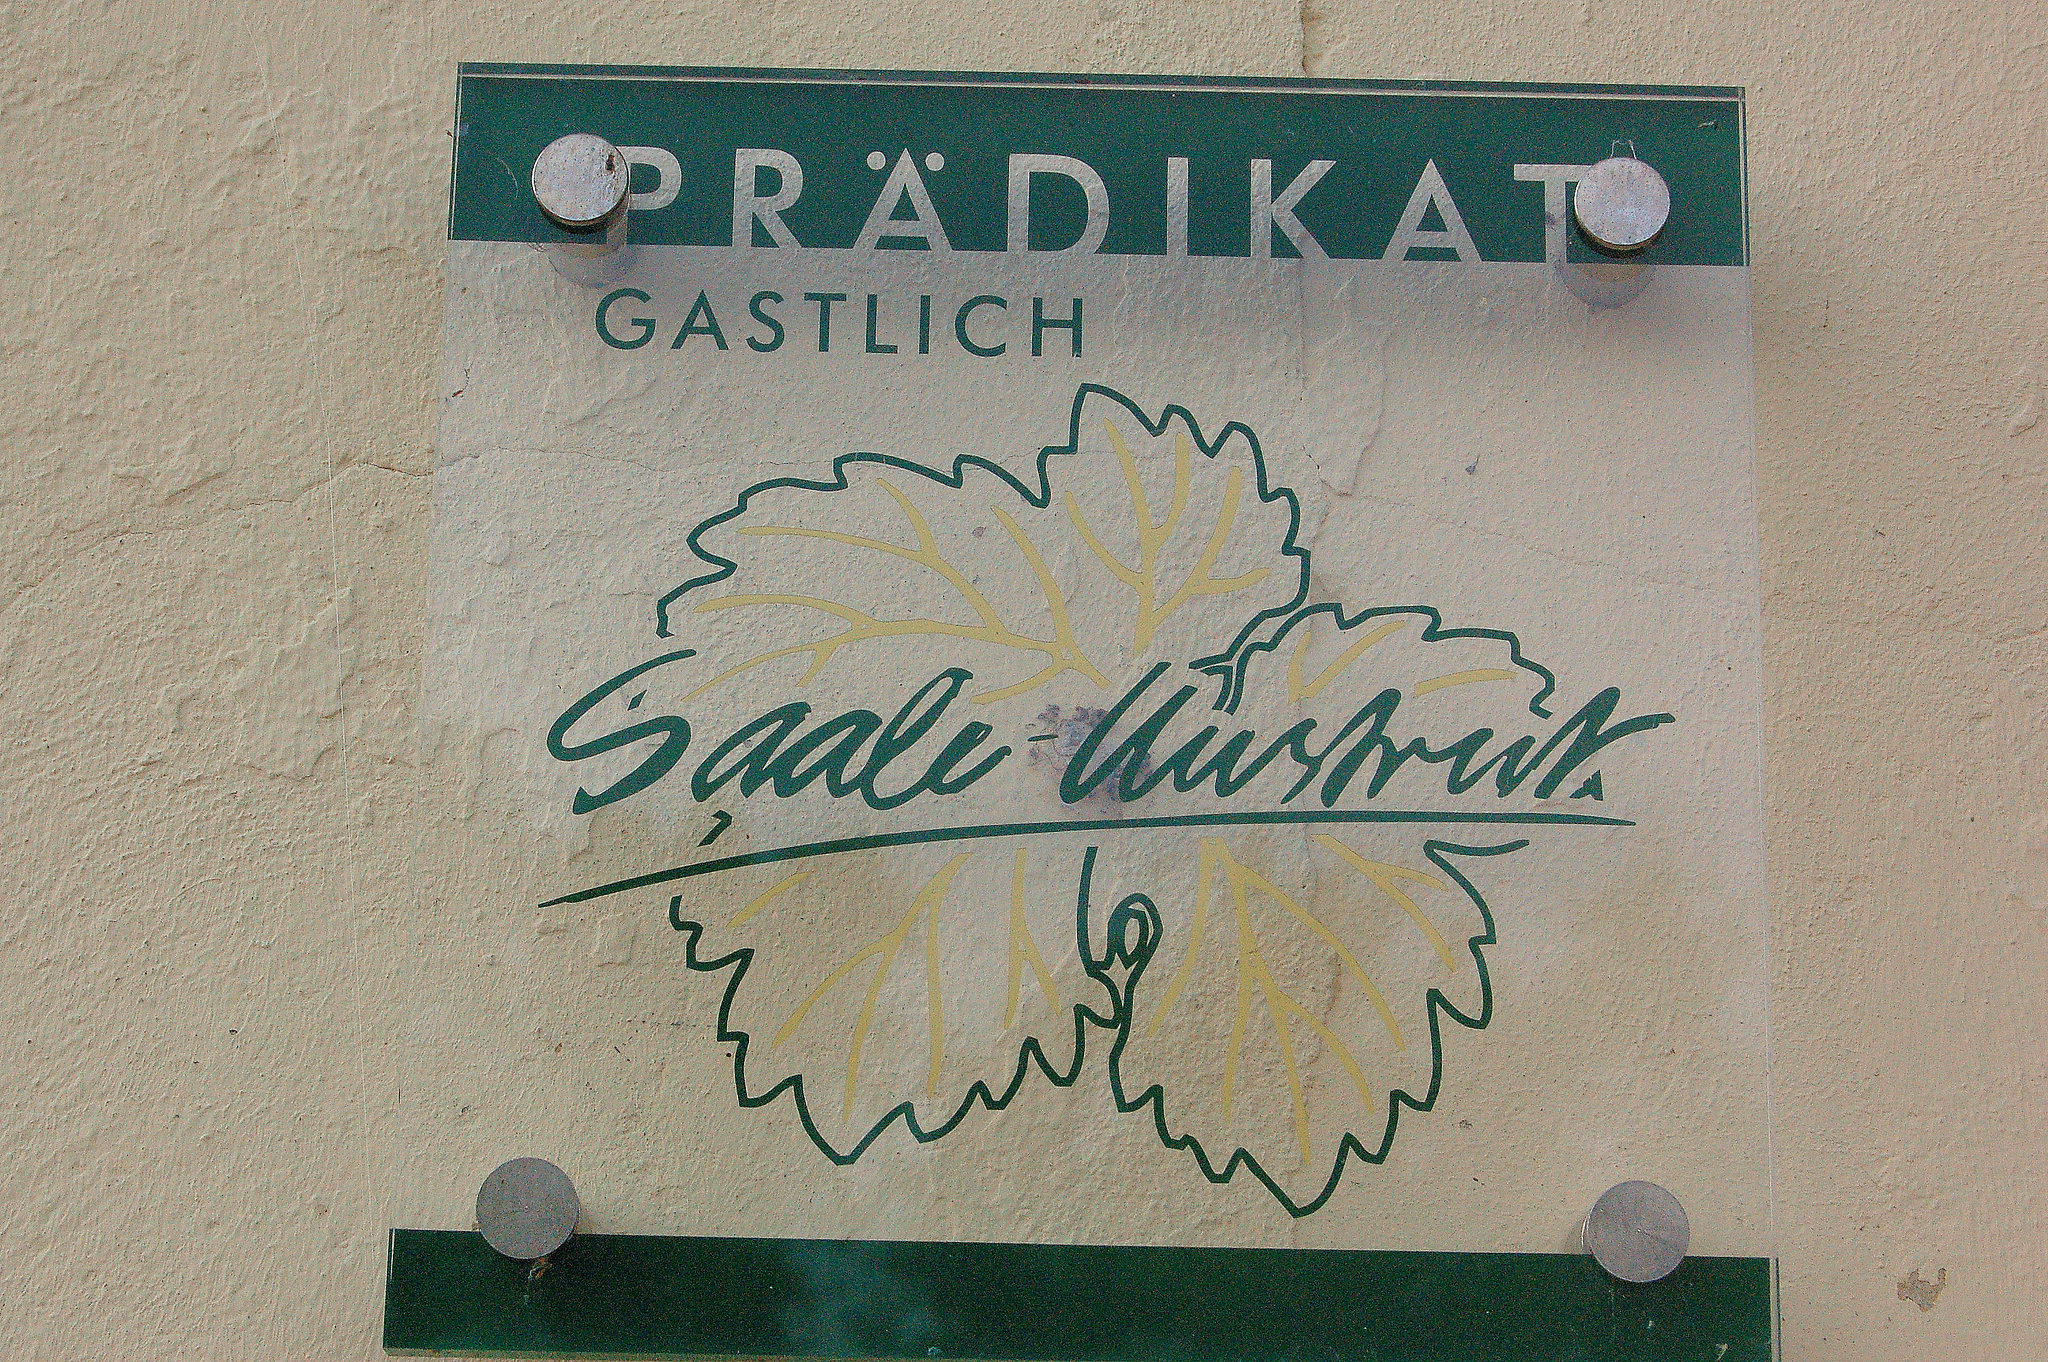 PRÄDIKAT
GASTLICH
Saale-Unstrut